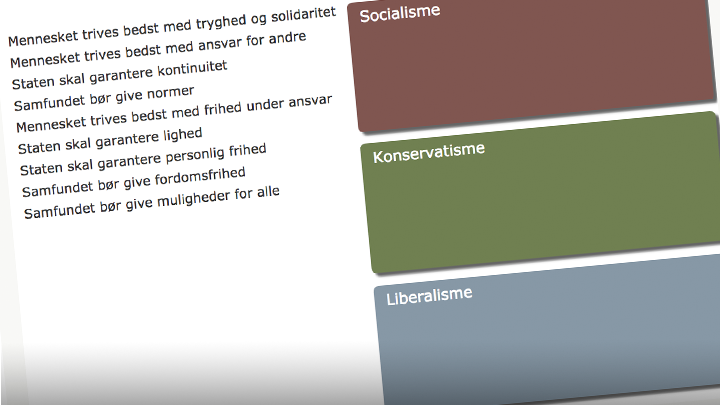 Mennesket trives bedst med tryghed og solidaritet
Mennesket trives bedst med ansvar for andre
Staten skal garantere kontinuitet
Samfundet bør give normer
Mennesket trives bedst med frihed under ansvar
Staten skal garantere lighed
Staten skal garantere personlig frihed
Samfundet bør give fordomsfrihed
Samfundet bør give muligheder for alle
Socialisme
Konservatisme
Liberalisme